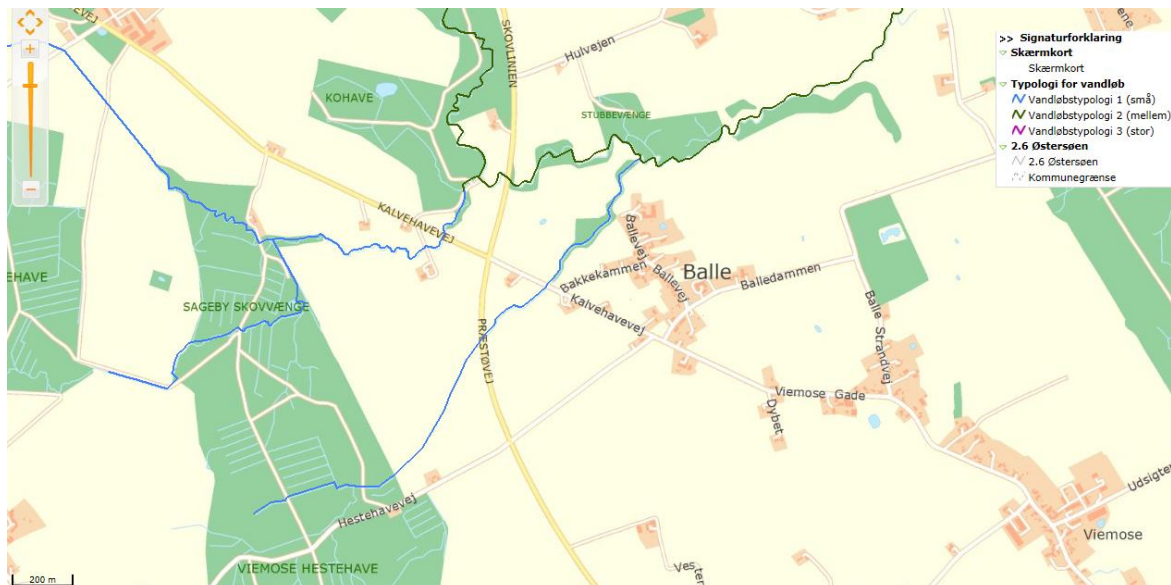 EVEJ
SKOVLINIEN
Hulvejen
KOHAVE
STUBBEVÆNGE
>> Signaturforklaring
Skærmkort
Skærmkort
Typologi for vandløb
Vandløbstypologi 1 (små)
Vandløbstypologi 2 (mellem)
Vandløbstypologi 3 (stor)
2.6 Østersøen
2.6 Østersøen
Kommunegrænse
KALVEHAVEVEJ
Ballevej
Bakkekammen
Ballevej
Balle
Balledammen
EHAVE
SAGEBY SKOVVÆNGE
Kalvehavevej
PRÆSTØVEJ
Balle Strandvej
Viemose Gade
Dybet
Hestehavevej
Udsigten
Viemose
VIEMOSE HESTEHAVE
Vester
200 m